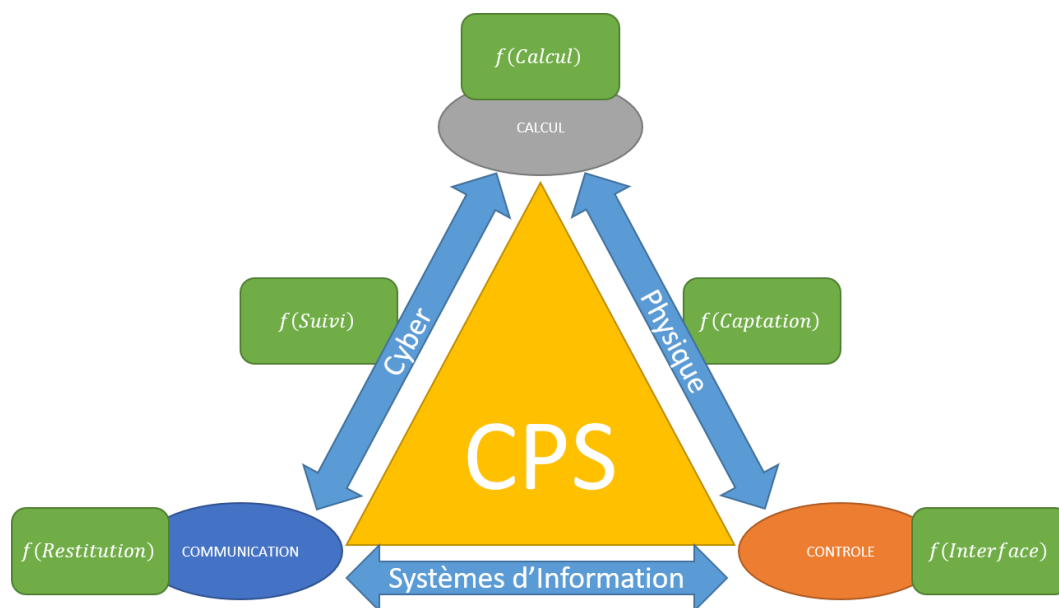 f(Calcul)
CALCUL
Cyber
Physique
f(Suivi)
f(Captation)
CPS
f(Restitution)
COMMUNICATION
CONTROLE
f(Interface)
Systèmes d'Information